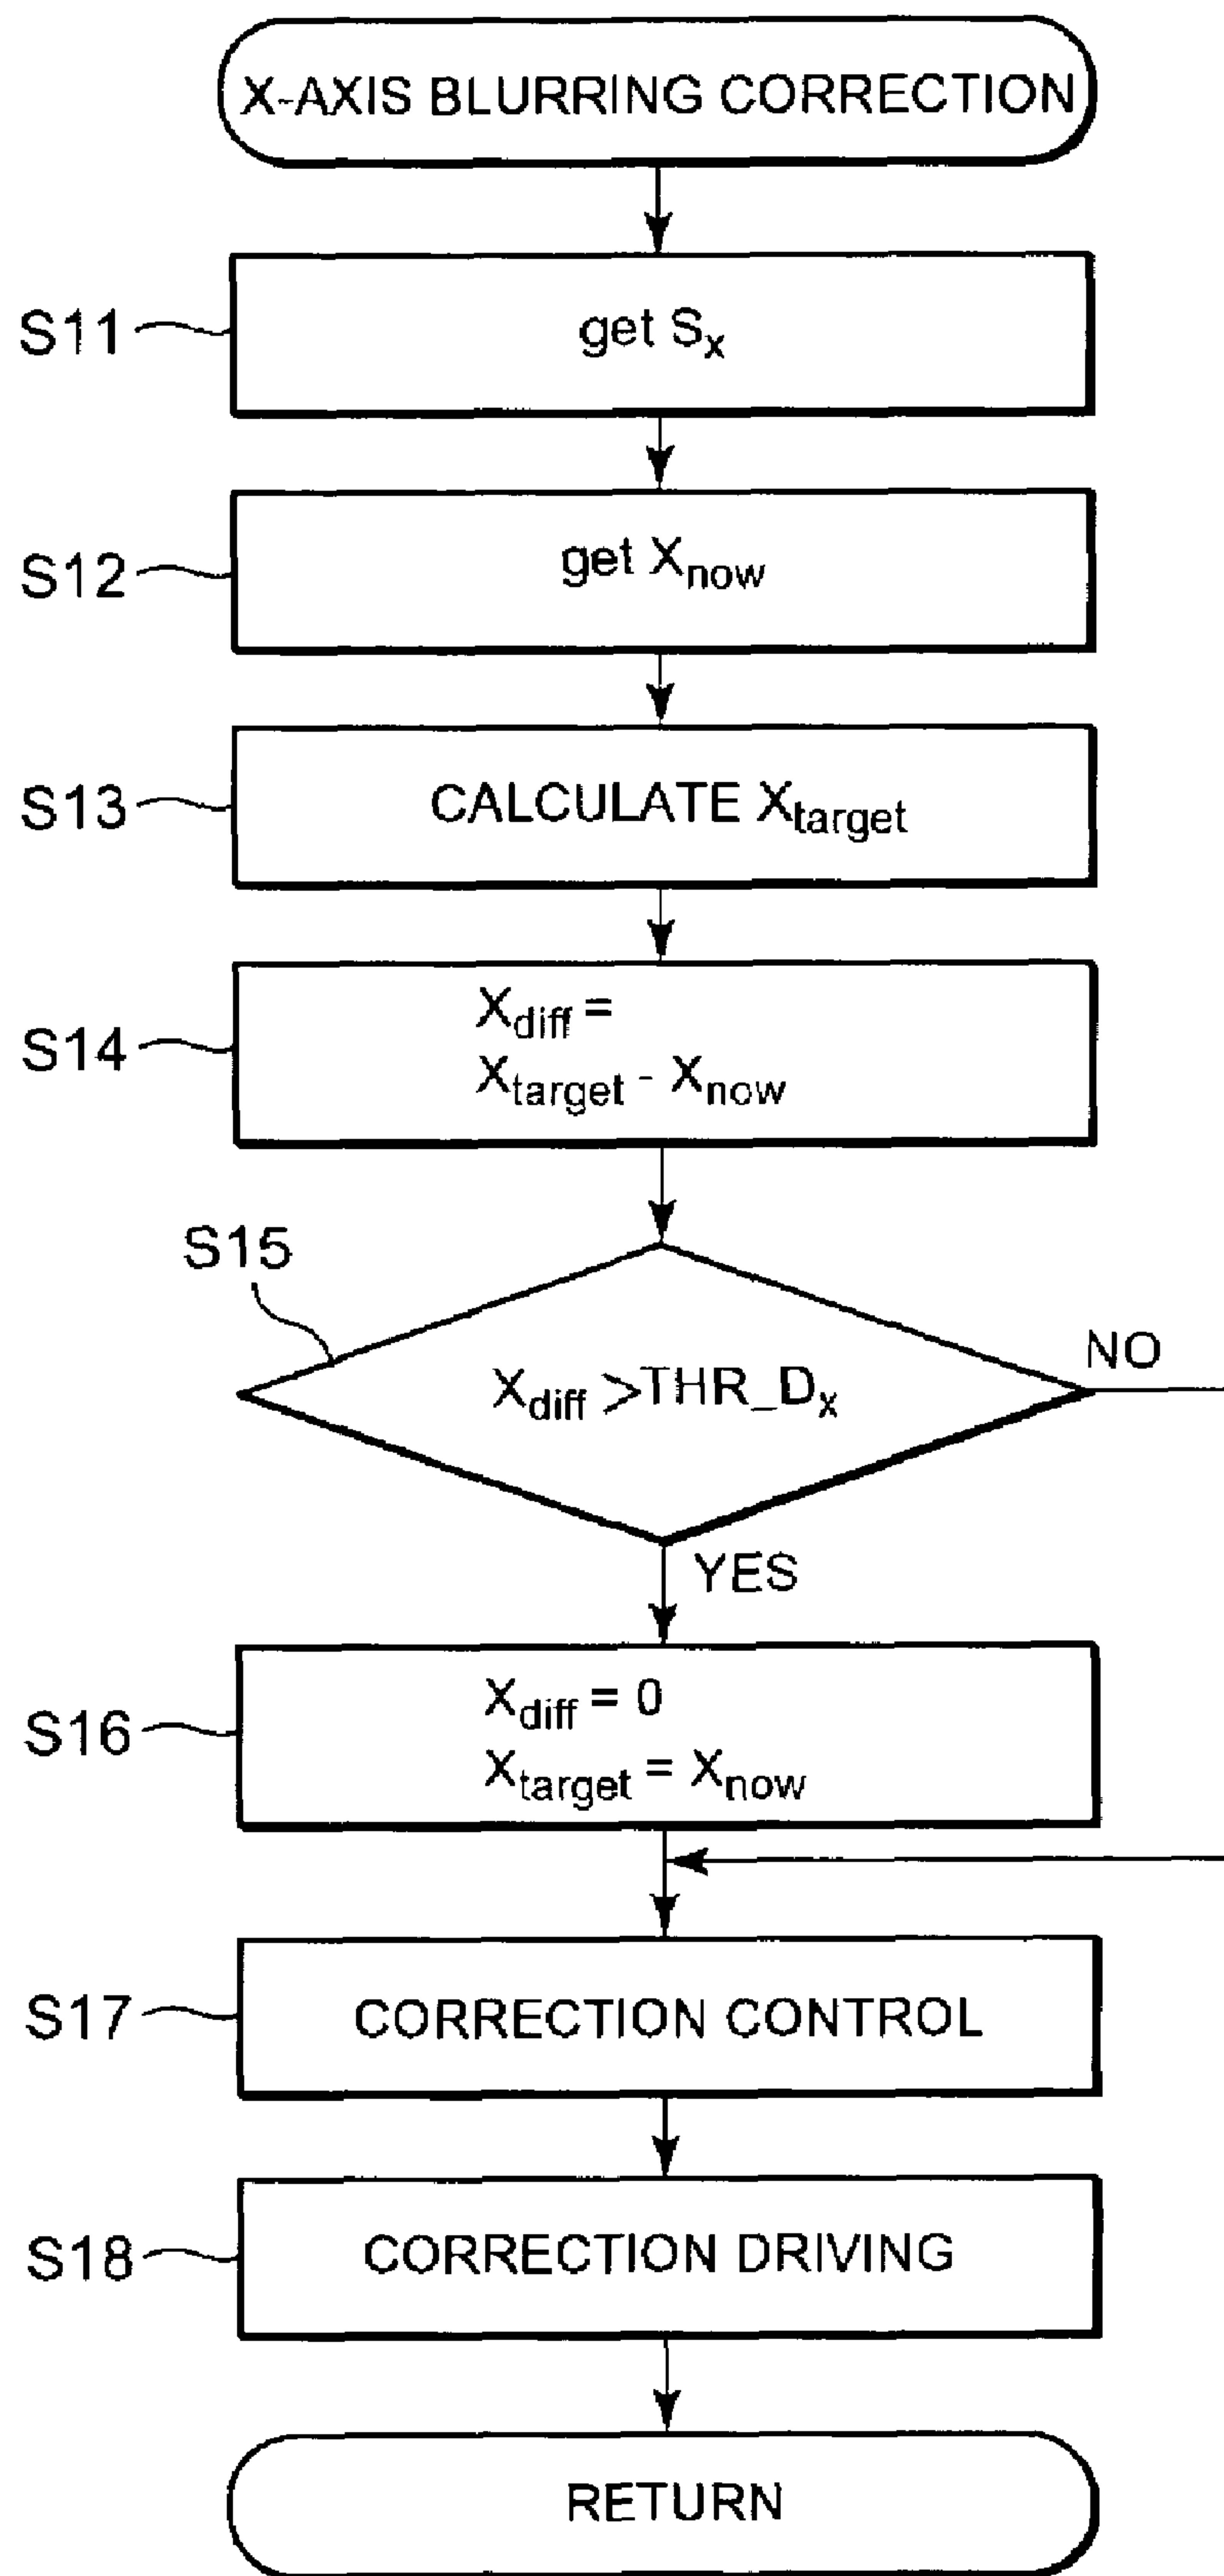 X-AXIS BLURRING CORRECTION
S11
get Sx
S12
get Xnow
S13
CALCULATE Xtarget
S14
Xdiff =
Xtarget - Xnow
S15
Xdiff >THR_Dx
NO
YES
S16
Xdiff = 0
Xtarget = Xnow
S17
CORRECTION CONTROL
S18
CORRECTION DRIVING
RETURN